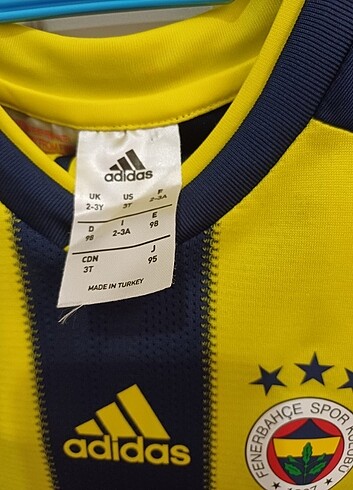 adidas
UK US F
2-3Y 3T 2-3A
D I E
98 2-3A 98
CDN J
3T 95
MADE IN TURKEY
adidas
FENERBAHÇE SPOR KULÜBÜ
1907